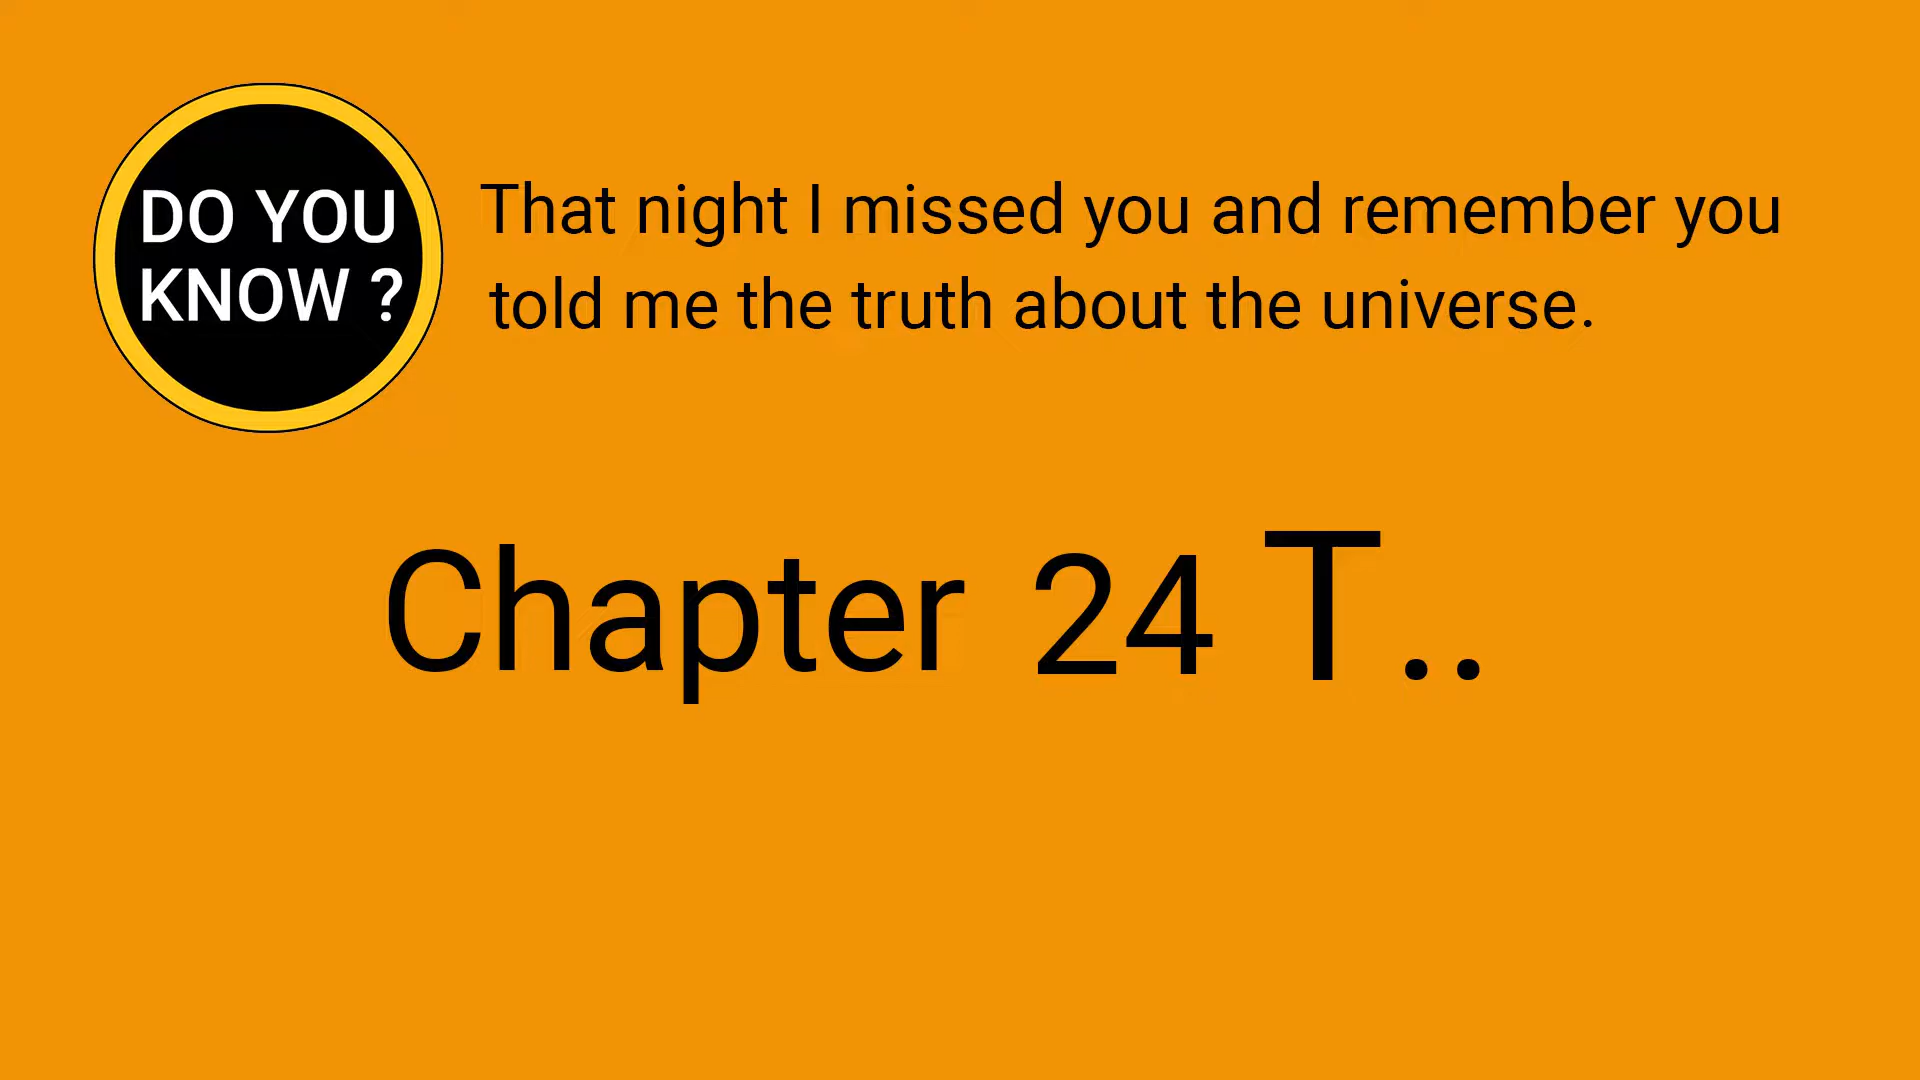 DO YOU
KNOW ?
That night I missed you and remember you
told me the truth about the universe.
Chapter 24 T..